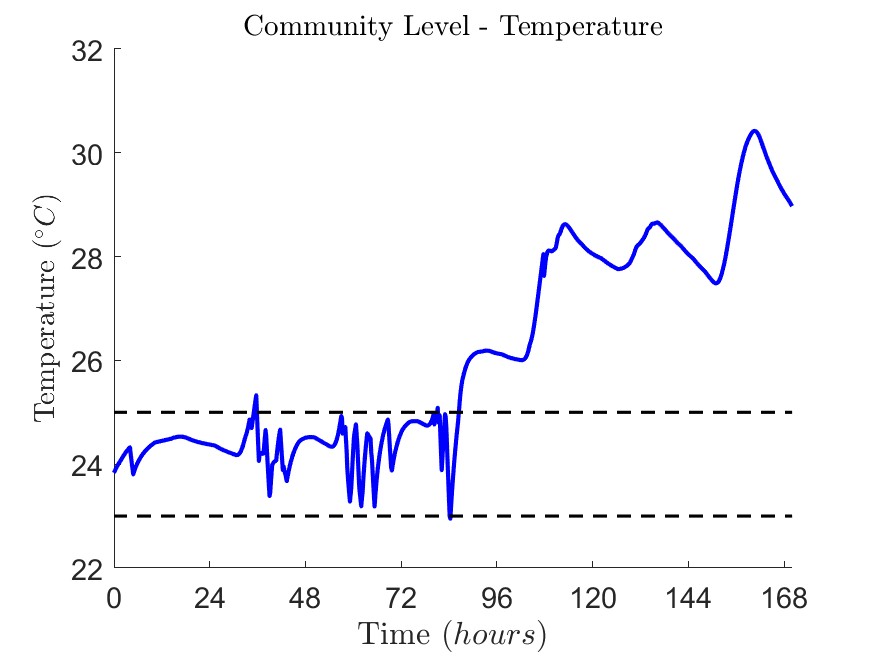 Community Level - Temperature
32
30
28
26
24
22
Temperature (°C)
0 24 48 72 96 120 144 168
Time (hours)